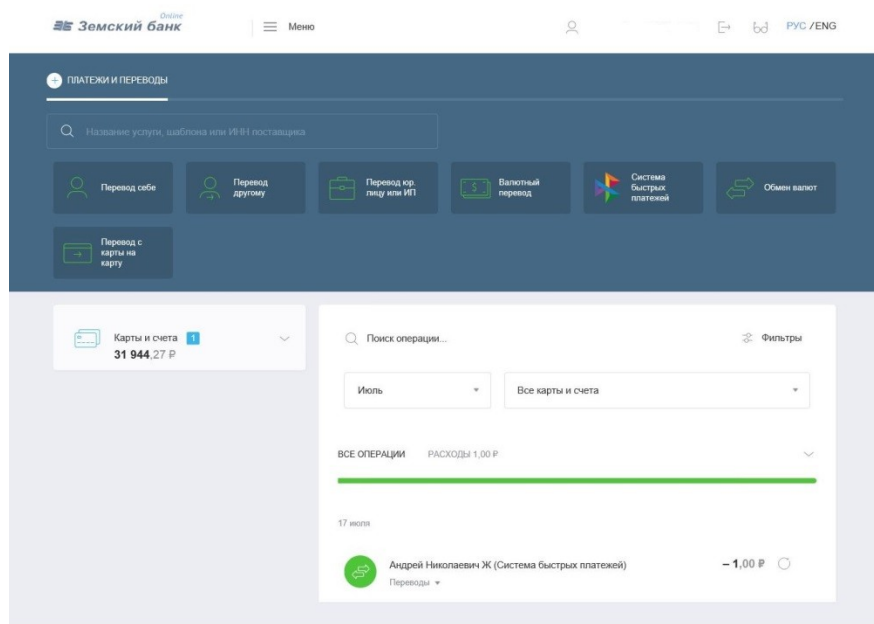 Online
Земский банк
Меню
РУС /ENG
ПЛАТЕЖИ И ПЕРЕВОДЫ
Название услуги, шаблона или ИНН поставщика
Перевод себе
Перевод
другому
Перевод юр.
лицу или ИП
Валютный
перевод
Система
быстрых
платежей
Обмен валют
Перевод с
карты на
карту
Карты и счета 1
31 944,27 ₽
Поиск операции...
Фильтры
Июль
Все карты и счета
ВСЕ ОПЕРАЦИИ РАСХОДЫ 1,00 ₽
17 июля
Андрей Николаевич Ж (Система быстрых платежей)
– 1,00 ₽
Переводы